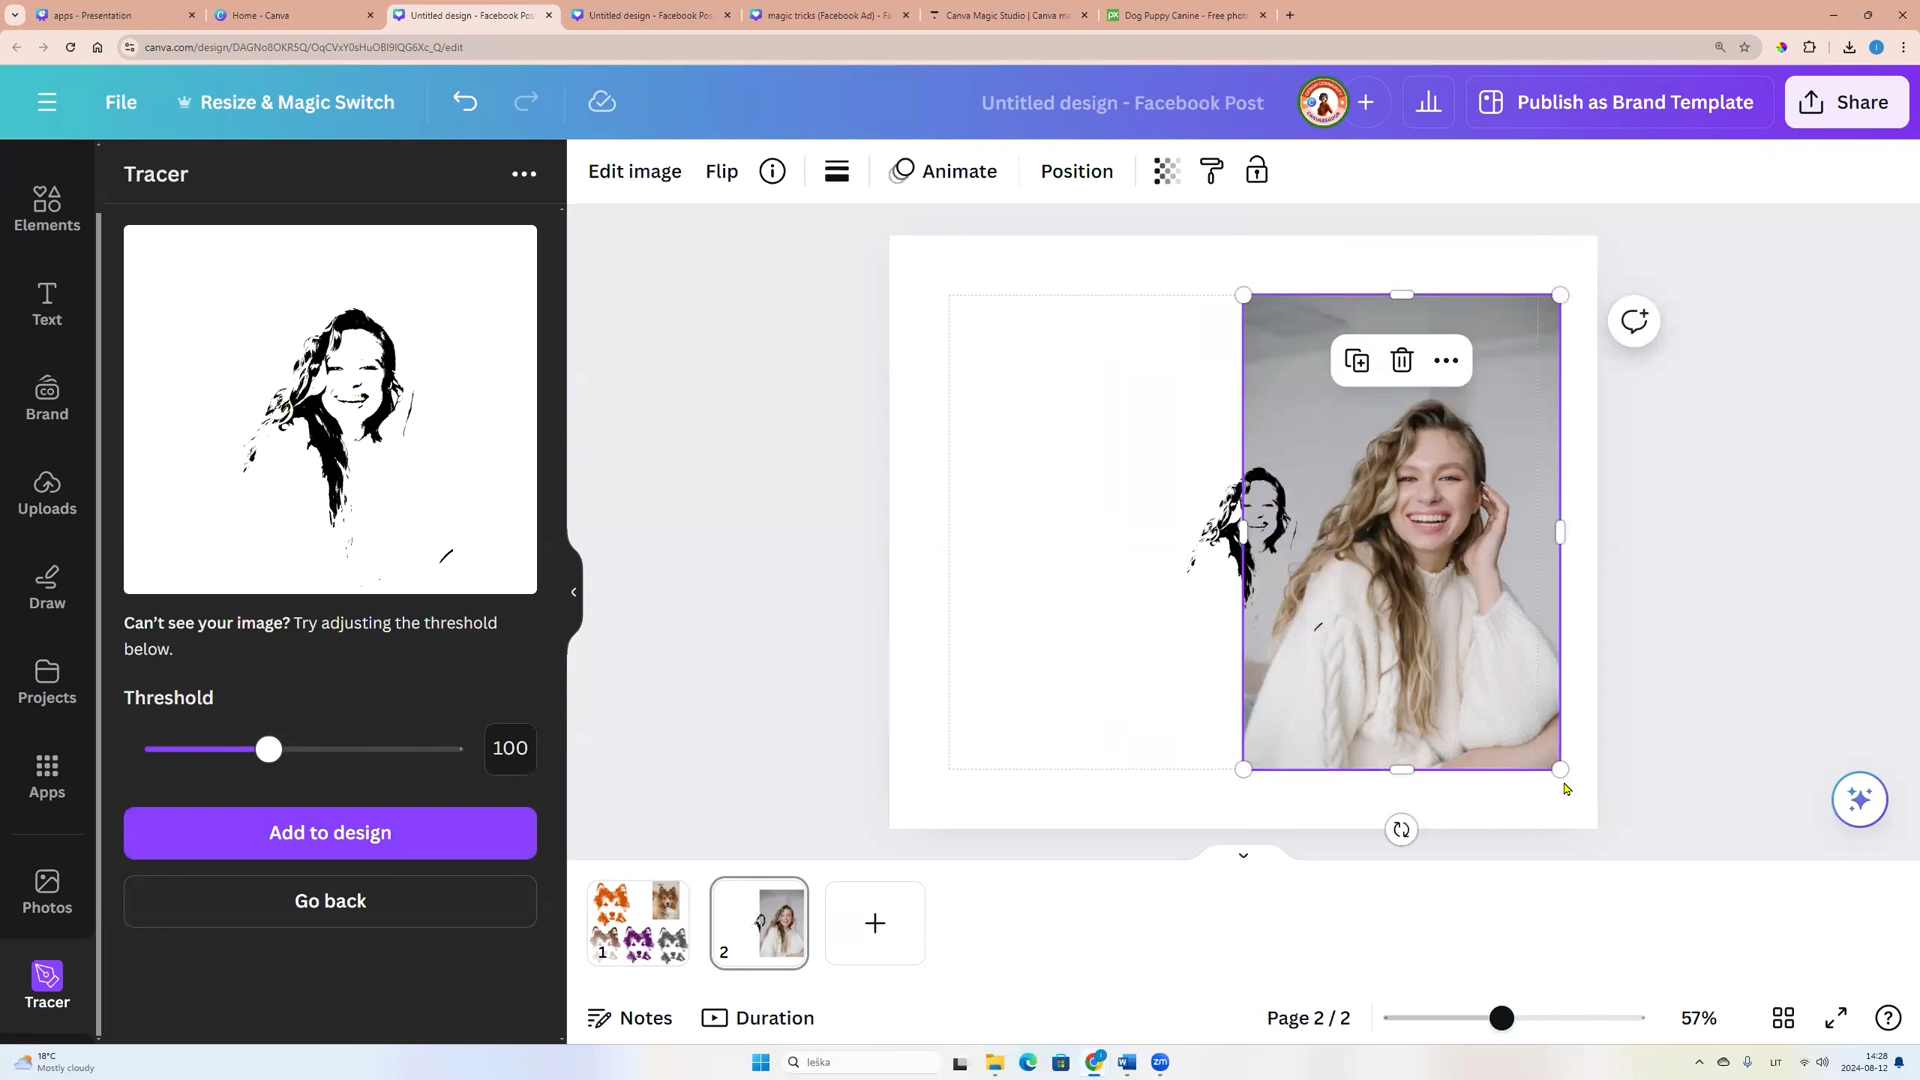 apps - Presentation
Home - Canva
Untitled design - Facebook Post
Untitled design - Facebook Pos
magic tricks (Facebook Ad) - Fa
Canva Magic Studio | Canva ma
Dog Puppy Canine - Free phot
canva.com/design/DAGNo8OKR5Q/OqCVxY0sHuOBI9IQG6Xc_Q/edit
File
Resize & Magic Switch
Untitled design - Facebook Post
Publish as Brand Template
Share
Elements
Text
Brand
Uploads
Draw
Projects
Apps
Photos
Tracer
Tracer
Can't see your image? Try adjusting the threshold
below.
Threshold
100
Add to design
Go back
Edit image
Flip
Animate
Position
1
2
Notes
Duration
Page 2 / 2
57%
18°C
Mostly cloudy
leška
LIT
14:28
2024-08-12